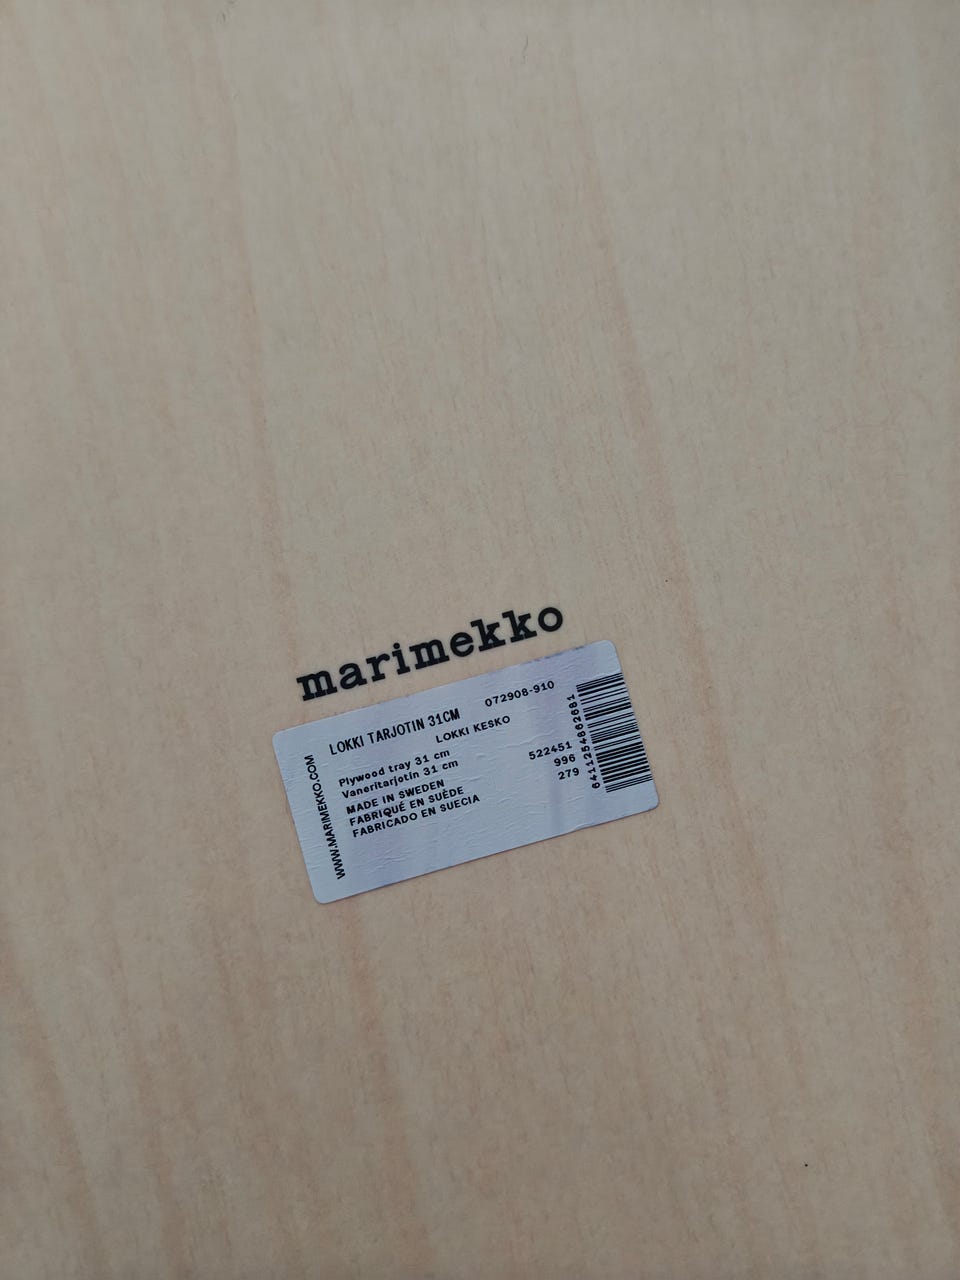 marimekko
WWW.MARIMEKKO.COM
LOKKI TARJOTIN 31CM 072908-910
LOKKI KESKO
Plywood tray 31 cm 522451
Vaneritarjotin 31 cm 996
MADE IN SWEDEN 279
FABRIQUÉ EN SUÈDE
FABRICADO EN SUECIA